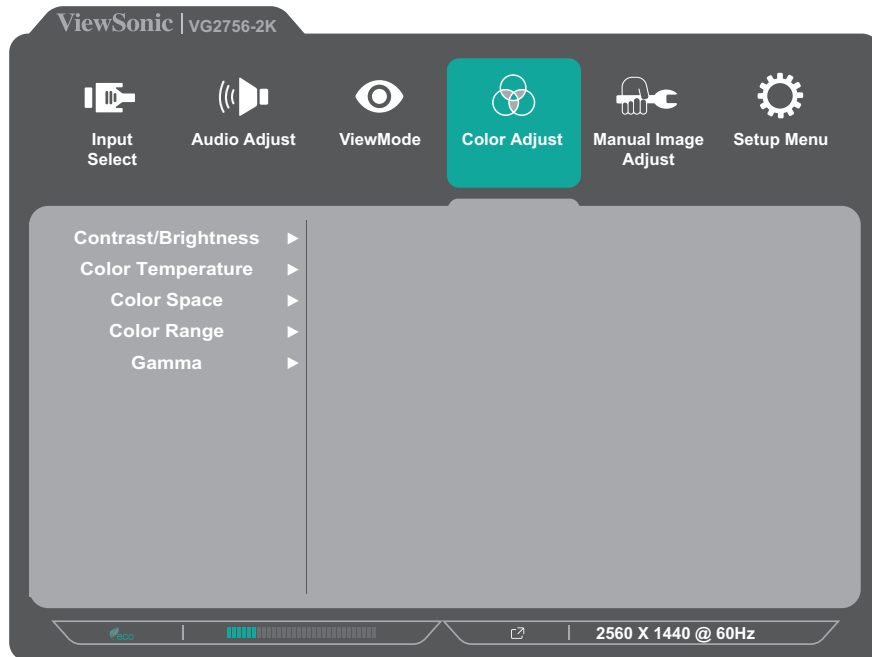 ViewSonic | VG2756-2K
Input
Select
Audio Adjust
ViewMode
Color Adjust
Manual Image
Adjust
Setup Menu
Contrast/Brightness
Color Temperature
Color Space
Color Range
Gamma
eco
2560 X 1440 @ 60Hz